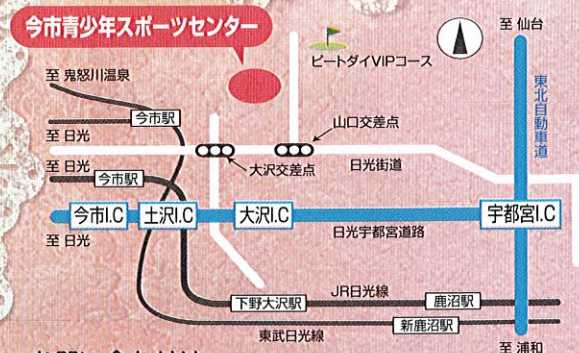 今市青少年スポーツセンター
ピートダイVIPコース
至 仙台
至 鬼怒川温泉
東北自動車道
今市駅
山口交差点
至 日光
至 日光
大沢交差点
日光街道
今市駅
今市I.C
土沢I.C
大沢I.C
宇都宮I.C
至 日光
日光宇都宮道路
JR日光線
下野大沢駅
鹿沼駅
新鹿沼駅
東武日光線
至 浦和